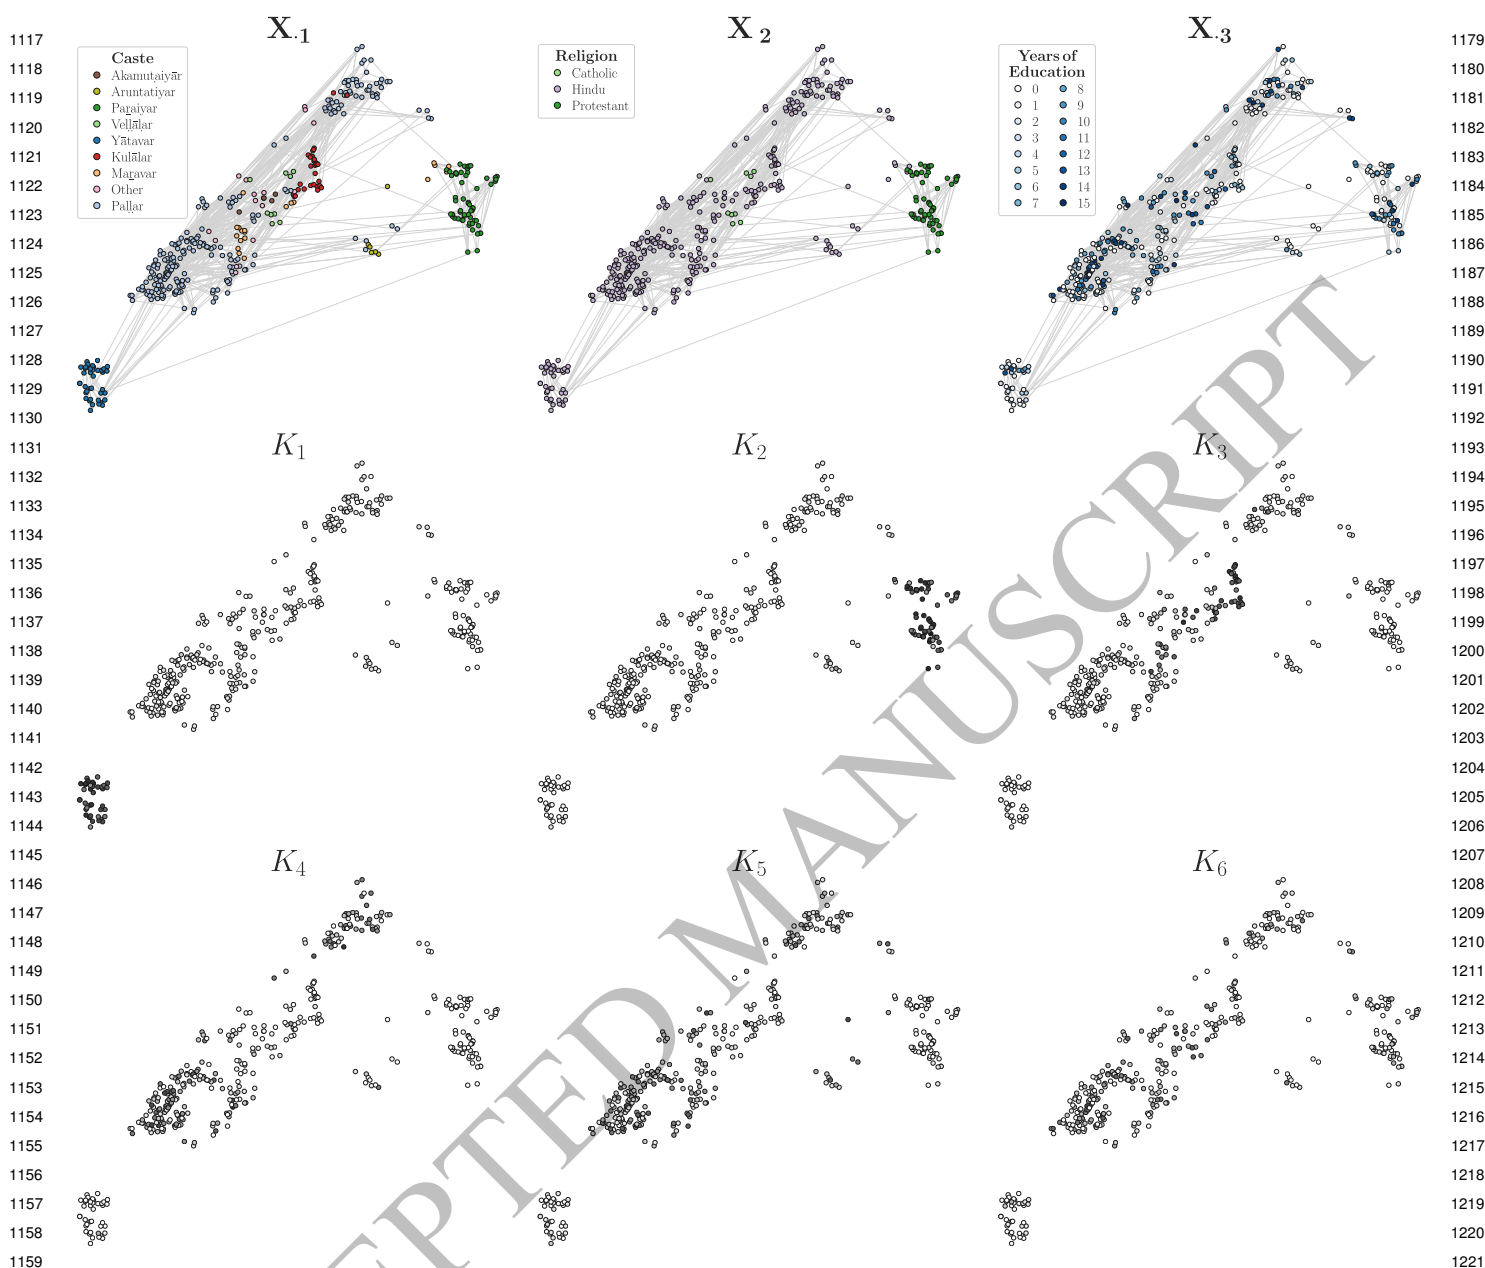 X.1
X.2
X.3
Caste
Akamuṭaiyār
Aruntatiyar
Paṟaiyar
Veḷḷāḷar
Yātavar
Kulālar
Maṟavar
Other
Paḷḷar
Religion
Catholic
Hindu
Protestant
Years of
Education
0 8
1 9
2 10
3 11
4 12
5 13
6 14
7 15
K1
K2
K3
K4
K5
K6
1117 1179
1118 1180
1119 1181
1120 1182
1121 1183
1122 1184
1123 1185
1124 1186
1125 1187
1126 1188
1127 1189
1128 1190
1129 1191
1130 1192
1131 1193
1132 1194
1133 1195
1134 1196
1135 1197
1136 1198
1137 1199
1138 1200
1139 1201
1140 1202
1141 1203
1142 1204
1143 1205
1144 1206
1145 1207
1146 1208
1147 1209
1148 1210
1149 1211
1150 1212
1151 1213
1152 1214
1153 1215
1154 1216
1155 1217
1156 1218
1157 1219
1158 1220
1159 1221
EPTED MANUSCRIPT